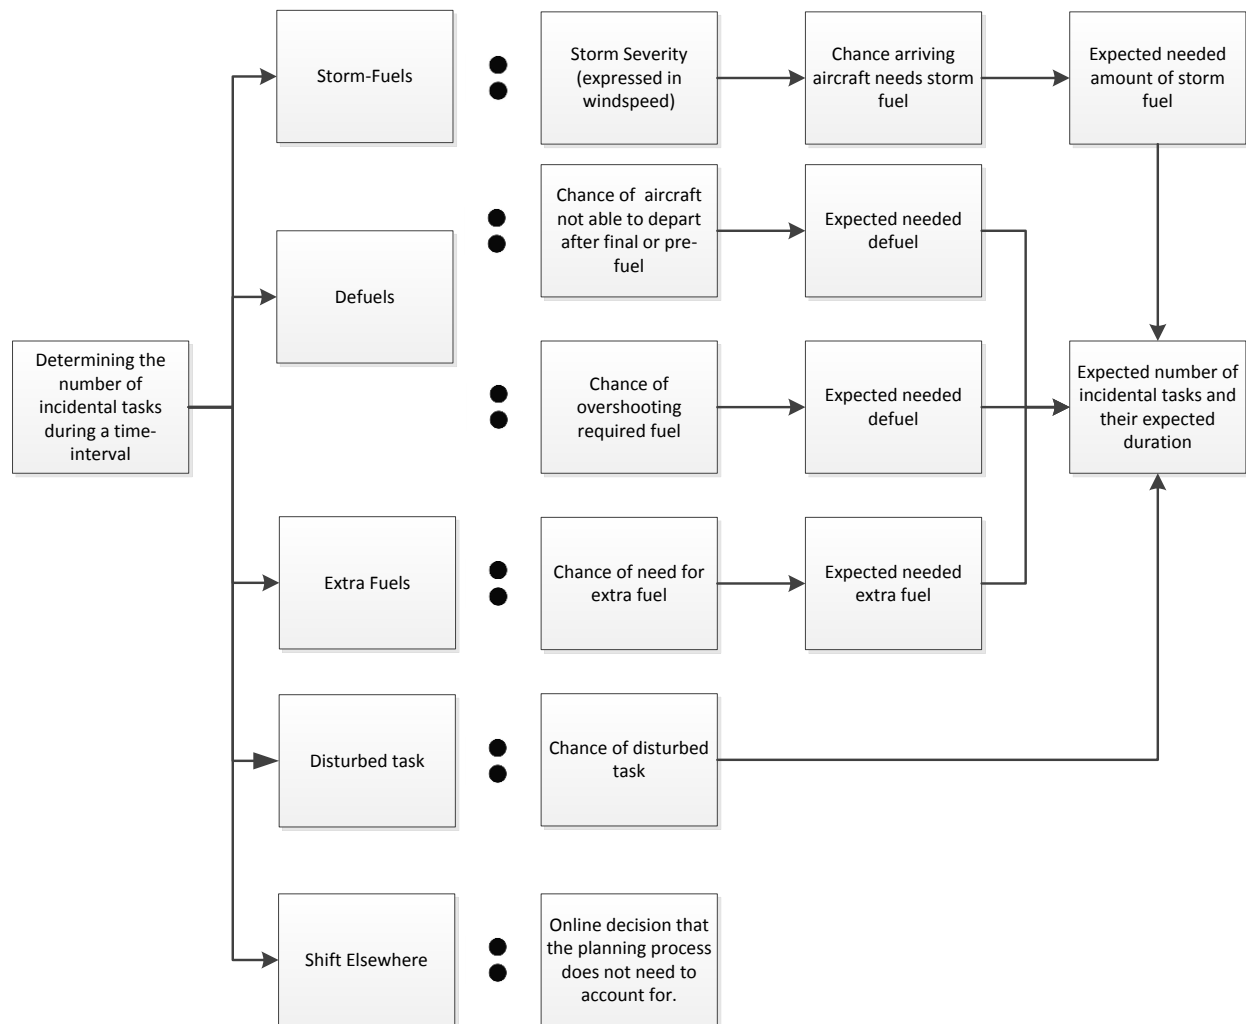 Storm-Fuels
Storm Severity
(expressed in
windspeed)
Chance arriving
aircraft needs storm
fuel
Expected needed
amount of storm
fuel
Defuels
Chance of  aircraft
not able to depart
after final or pre-
fuel
Expected needed
defuel
Determining the
number of
incidental tasks
during a time-
interval
Chance of
overshooting
required fuel
Expected needed
defuel
Expected number of
incidental tasks and
their expected
duration
Extra Fuels
Chance of need for
extra fuel
Expected needed
extra fuel
Disturbed task
Chance of disturbed
task
Shift Elsewhere
Online decision that
the planning process
does not need to
account for.